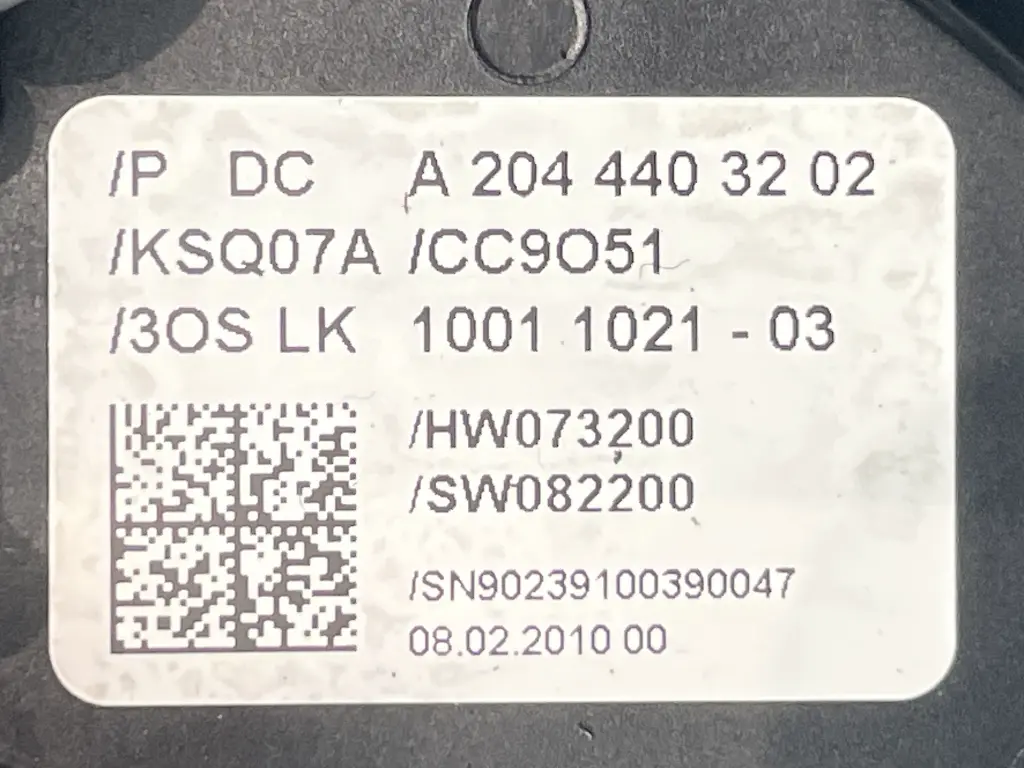 /P DC A 204 440 32 02
/KSQ07A /CC9O51
/3OS LK 1001 1021 - 03
/HW073200
/SW082200
/SN90239100390047
08.02.2010 00